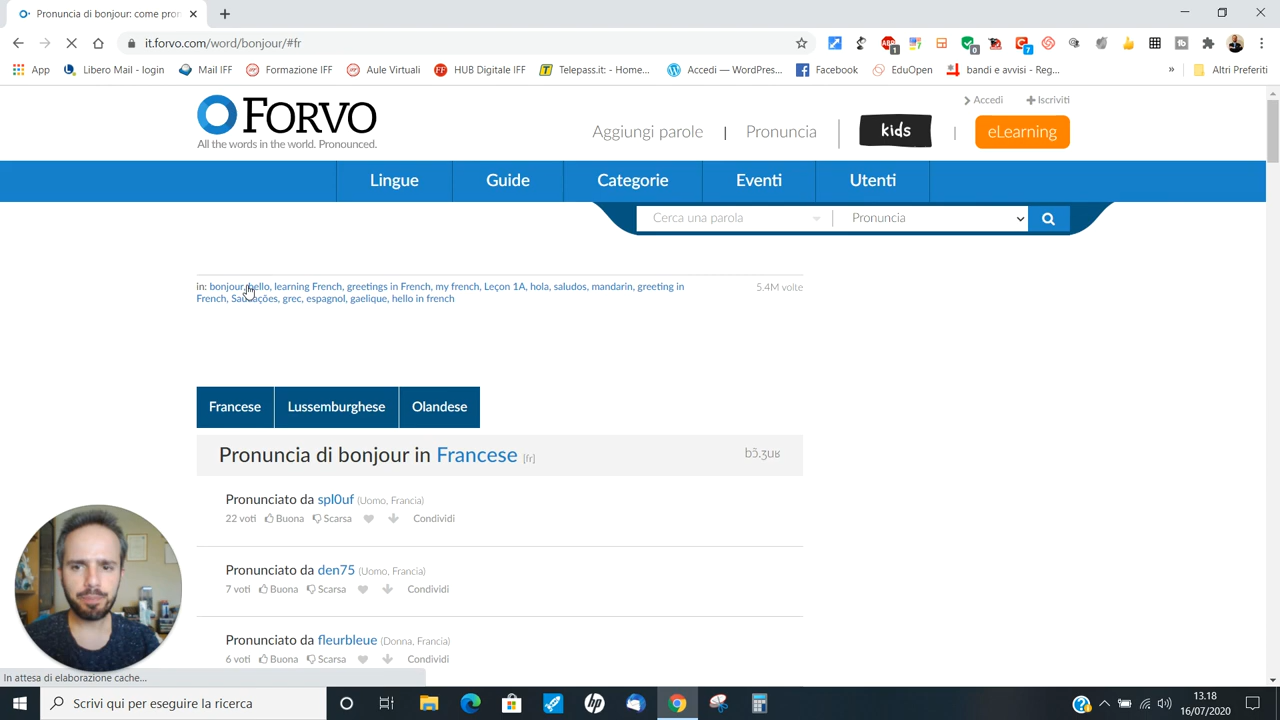 Pronuncia di bonjour: come pron
it.forvo.com/word/bonjour/#fr
1
0
7
App
Libero Mail - login
Mail IFF
Formazione IFF
Aule Virtuali
HUB Digitale IFF
Telepass.it: - Home...
Accedi — WordPres...
Facebook
EduOpen
bandi e avvisi - Reg...
»
Altri Preferiti
FORVO
All the words in the world. Pronounced.
Accedi
Iscriviti
Aggiungi parole
Pronuncia
kids
eLearning
Lingue
Guide
Categorie
Eventi
Utenti
Cerca una parola
Pronuncia
in: bonjour, hello, learning French, greetings in French, my french, Leçon 1A, hola, saludos, mandarin, greeting in
French, Saudações, grec, espagnol, gaelique, hello in french
5.4M volte
Francese
Lussemburghese
Olandese
Pronuncia di bonjour in Francese [fr]
bɔ̃.ʒuʁ
Pronunciato da spl0uf (Uomo, Francia)
22 voti Buona Scarsa Condividi
Pronunciato da den75 (Uomo, Francia)
7 voti Buona Scarsa Condividi
Pronunciato da fleurbleue (Donna, Francia)
6 voti Buona Scarsa Condividi
In attesa di elaborazione cache...
Scrivi qui per eseguire la ricerca
13.18
16/07/2020